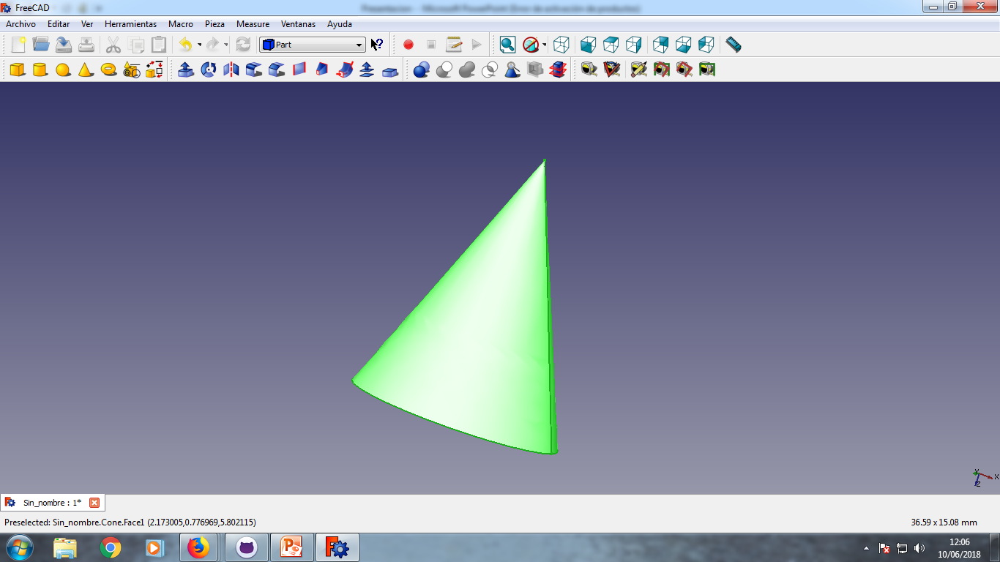 FreeCAD
Presentacion - Microsoft PowerPoint (Error de activación de productos)
Archivo Editar Ver Herramientas Macro Pieza Measure Ventanas Ayuda
Part
Y
X
Z
Sin_nombre : 1*
Preselected: Sin_nombre.Cone.Face1 (2.173005,0.776969,5.802115)
36.59 x 15.08 mm
12:06
10/06/2018